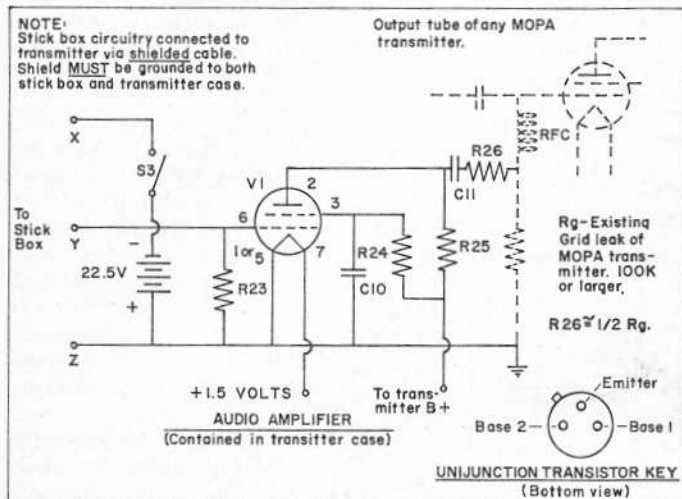 NOTE:
Stick box circuitry connected to
transmitter via shielded cable.
Shield MUST be grounded to both
stick box and transmitter case.
Output tube of any MOPA
transmitter.
X
S3
V1
2
3
6
1 or 5
7
To
Stick
Box
Y
-
22.5V
+
R23
C10
R24
R25
C11
R26
RFC
Rg-Existing
Grid leak of
MOPA trans-
mitter. 100K
or larger.
R26≅1/2 Rg.
Z
+1.5 VOLTS
To trans-
mitter B+
AUDIO AMPLIFIER
(Contained in transitter case)
Emitter
Base 2
Base 1
UNIJUNCTION TRANSISTOR KEY
(Bottom view)